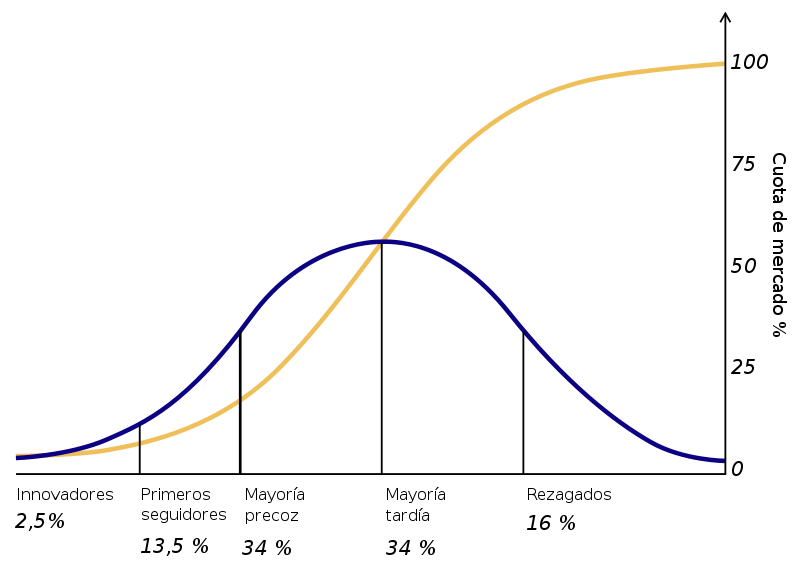 100
75
50
25
0
Cuota de mercado %
Innovadores
2,5%
Primeros
seguidores
13,5 %
Mayoría
precoz
34 %
Mayoría
tardía
34 %
Rezagados
16 %